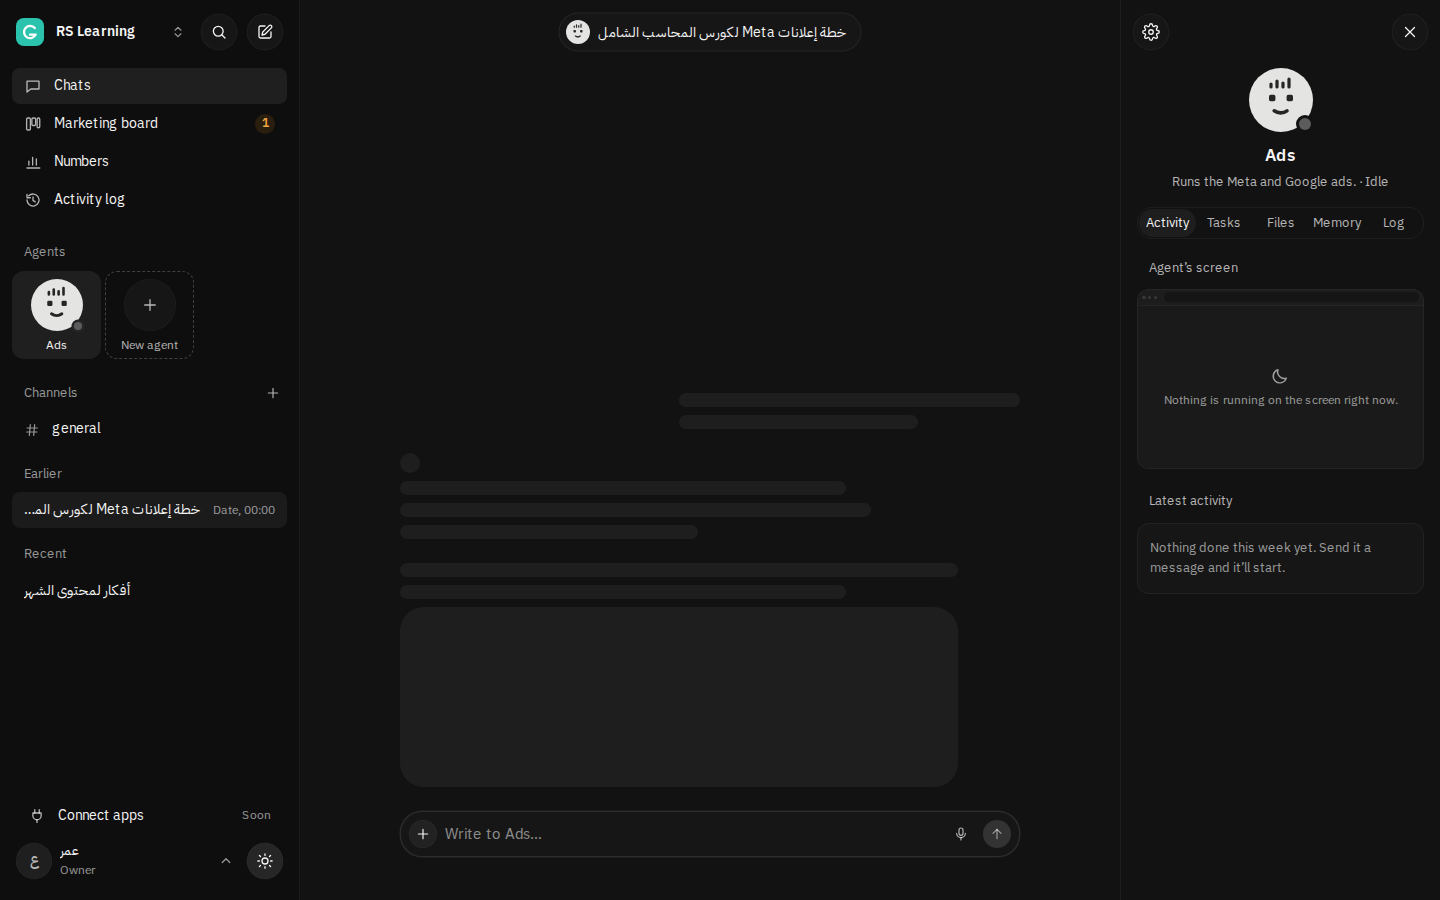 RS Learning
Chats
Marketing board
1
Numbers
Activity log
Agents
Ads
New agent
Channels
general
Earlier
خطة إعلانات Meta لكورس الم...
Date, 00:00
Recent
أفكار لمحتوى الشهر
Connect apps
Soon
ع
عمر
Owner
خطة إعلانات Meta لكورس المحاسب الشامل
Write to Ads...
Ads
Runs the Meta and Google ads. · Idle
Activity
Tasks
Files
Memory
Log
Agent's screen
Nothing is running on the screen right now.
Latest activity
Nothing done this week yet. Send it a
message and it'll start.